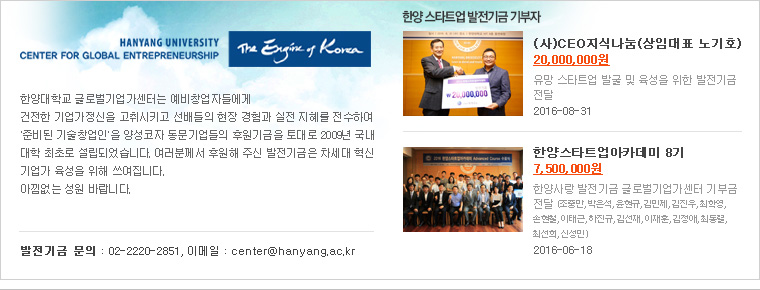 HANYANG UNIVERSITY
CENTER FOR GLOBAL ENTREPRENEURSHIP
The Engine of Korea
한양대학교 글로벌기업가센터는 예비창업자들에게
건전한 기업가정신을 고취시키고 선배들의 현장 경험과 실전 지혜를 전수하여
'준비된 기술창업인'을 양성코자 동문기업들의 후원기금을 토대로 2009년 국내
대학 최초로 설립되었습니다. 여러분께서 후원해 주신 발전기금은 차세대 혁신
기업가 육성을 위해 쓰여집니다.
아낌없는 성원 바랍니다.
발전기금 문의 : 02-2220-2851, 이메일 : center@hanyang.ac.kr
한양 스타트업 발전기금 기부자
₩20,000,000
(사)CEO지식나눔(상임대표 노기호)
20,000,000원
유망 스타트업 발굴 및 육성을 위한 발전기금
전달
2016-08-31
한양스타트업아카데미 8기
7,500,000원
한양사랑 발전기금 글로벌기업가센터 기부금
전달 (조중만, 박은석, 윤현규, 김민제, 김진우, 최학영,
손현철, 이태근, 하진규, 김선재, 이재훈, 김정애, 최동렬,
최선희, 신성민)
2016-06-18